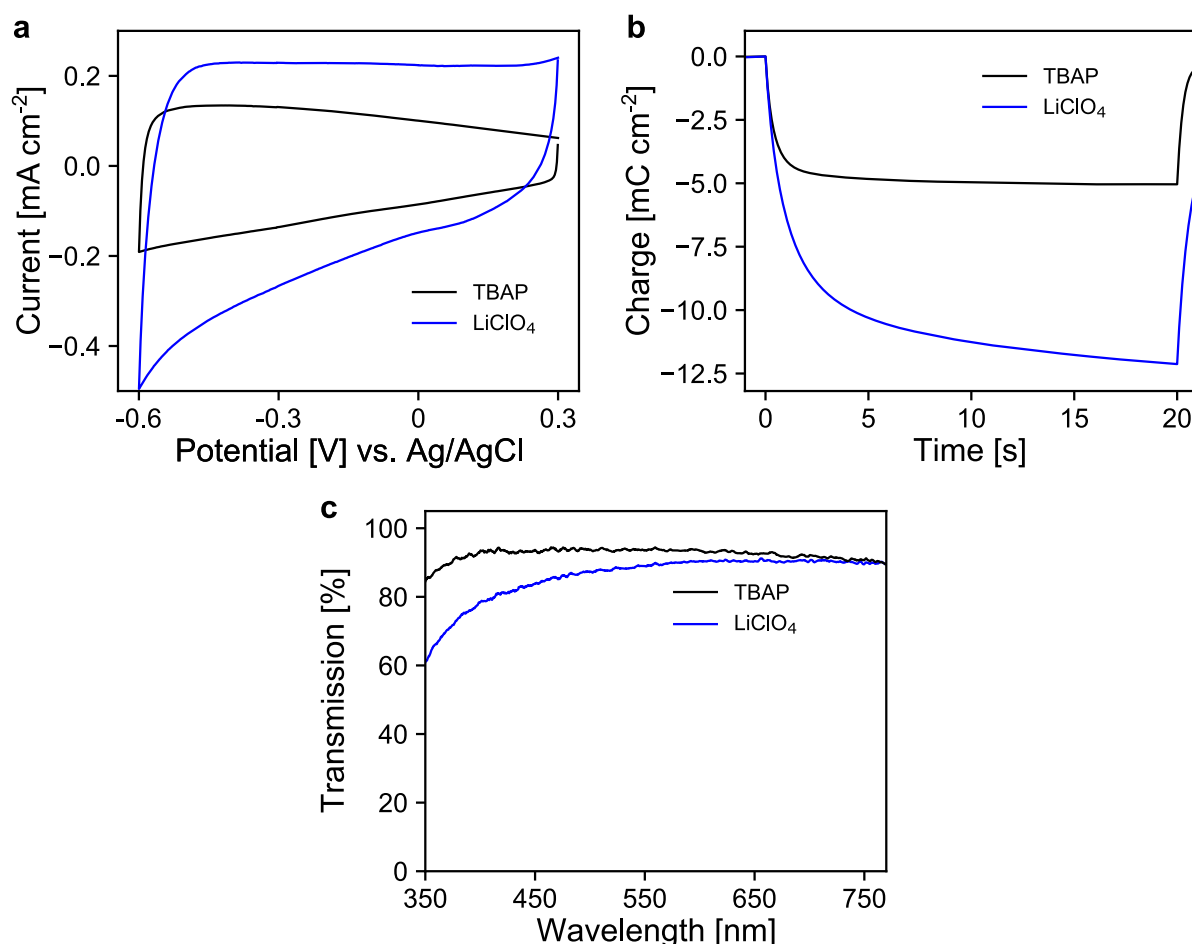 a
Current [mA cm⁻²]
0.2
0.0
−0.2
−0.4
TBAP
LiClO₄
−0.6
−0.3
0
0.3
Potential [V] vs. Ag/AgCl
b
Charge [mC cm⁻²]
0.0
−2.5
−5.0
−7.5
−10.0
−12.5
TBAP
LiClO₄
0
5
10
15
20
Time [s]
c
Transmission [%]
100
80
60
40
20
0
TBAP
LiClO₄
350
450
550
650
750
Wavelength [nm]